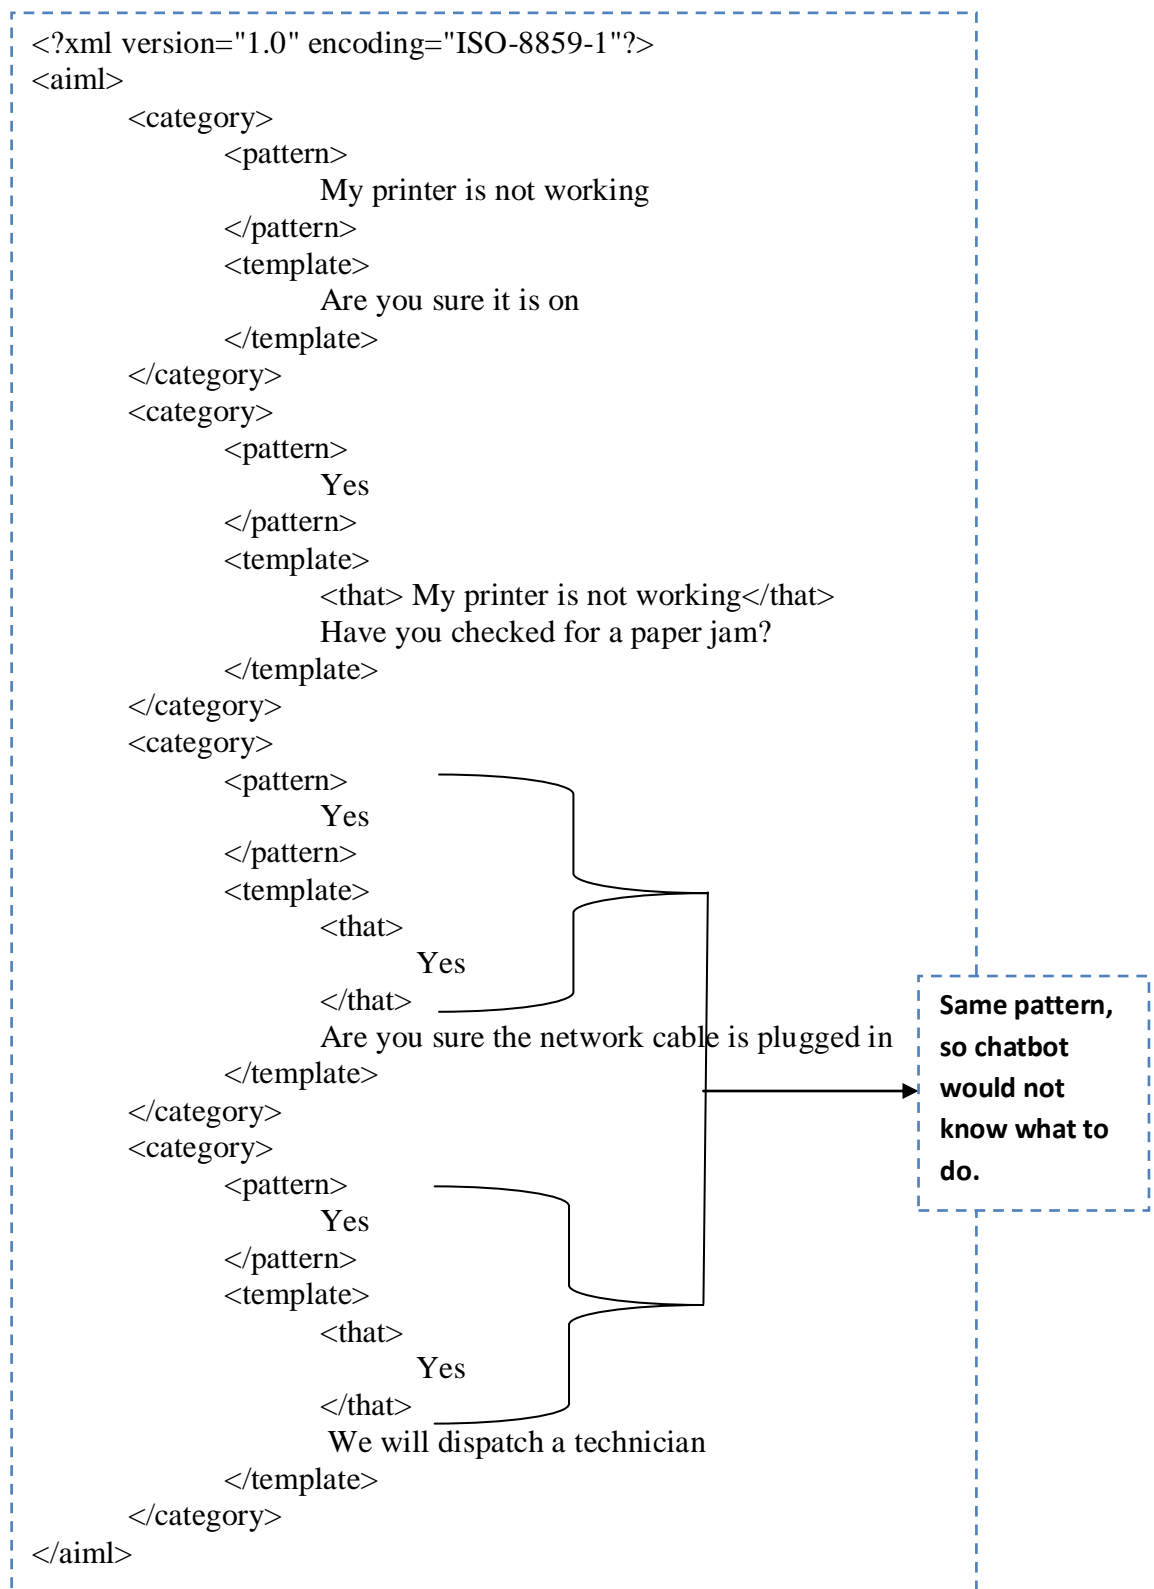 <?xml version="1.0" encoding="ISO-8859-1"?>
<aiml>
<category>
<pattern>
My printer is not working
</pattern>
<template>
Are you sure it is on
</template>
</category>
<category>
<pattern>
Yes
</pattern>
<template>
<that> My printer is not working</that>
Have you checked for a paper jam?
</template>
</category>
<category>
<pattern>
Yes
</pattern>
<template>
<that>
Yes
</that>
Are you sure the network cable is plugged in
</template>
</category>
<category>
<pattern>
Yes
</pattern>
<template>
<that>
Yes
</that>
We will dispatch a technician
</template>
</category>
</aiml>
Same pattern,
so chatbot
would not
know what to
do.